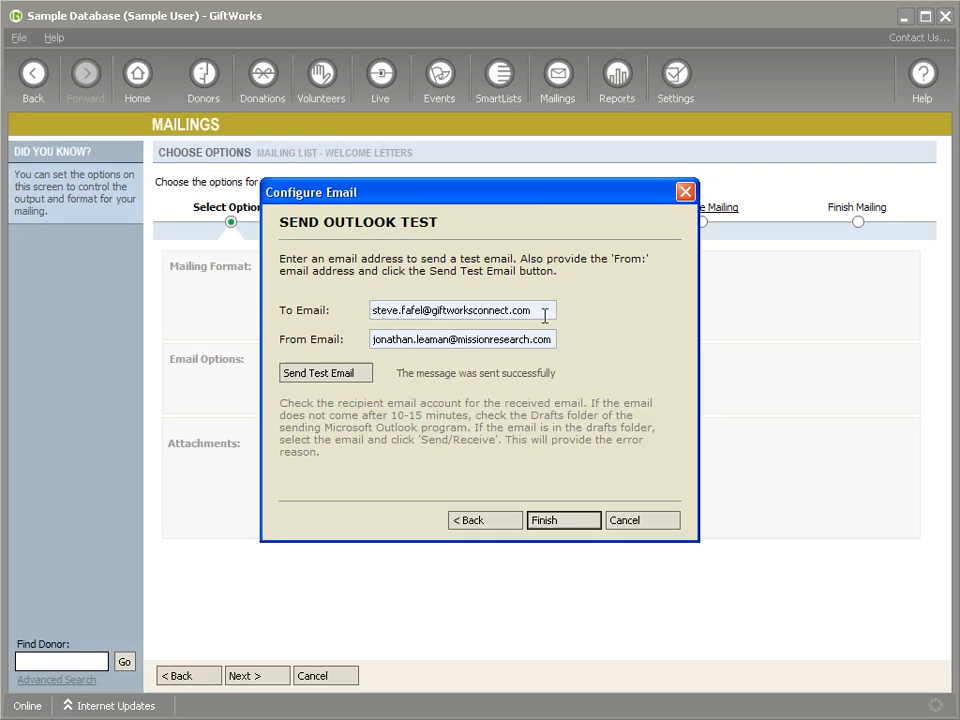 Sample Database (Sample User) - GiftWorks
File Help Contact Us...
Back Forward Home Donors Donations Volunteers Live Events SmartLists Mailings Reports Settings Help
MAILINGS
DID YOU KNOW?
You can set the options on
this screen to control the
output and format for your
mailing.
CHOOSE OPTIONS MAILING LIST - WELCOME LETTERS
Choose the options for
Select Option
Mailing
Finish Mailing
Mailing Format:
Email Options:
Attachments:
Configure Email
SEND OUTLOOK TEST
Enter an email address to send a test email. Also provide the 'From:'
email address and click the Send Test Email button.
To Email: steve.fafel@giftworksconnect.com
From Email: jonathan.leaman@missionresearch.com
Send Test Email The message was sent successfully
Check the recipient email account for the received email. If the email
does not come after 10-15 minutes, check the Drafts folder of the
sending Microsoft Outlook program. If the email is in the drafts folder,
select the email and click 'Send/Receive'. This will provide the error
reason.
< Back Finish Cancel
Find Donor:
Go
Advanced Search
< Back Next > Cancel
Online Internet Updates